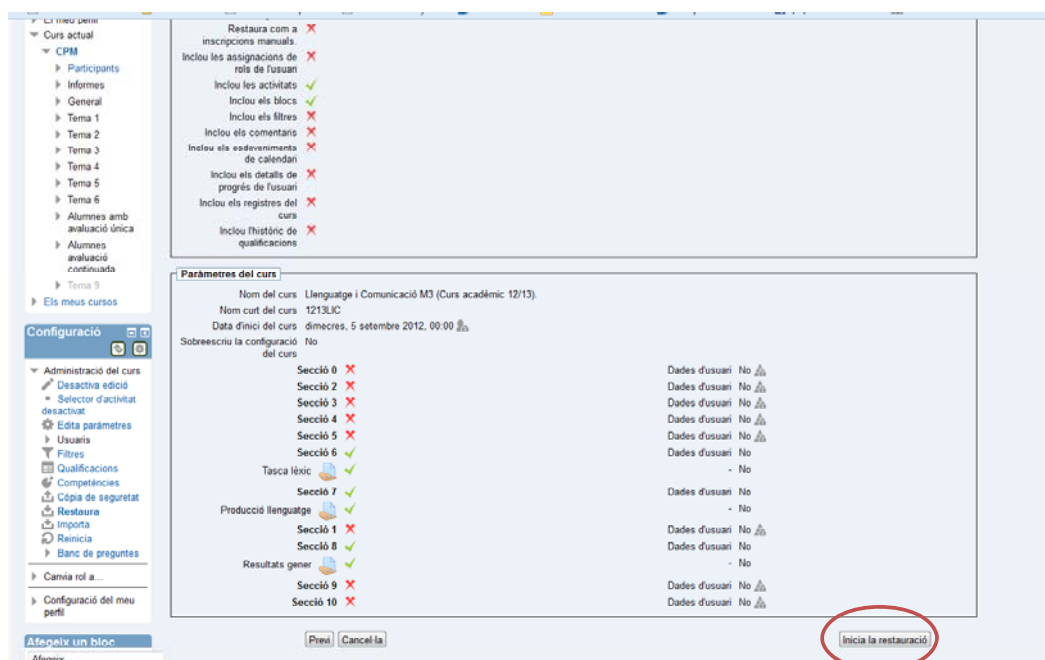 El meu perfil
Curs actual
CPM
Participants
Informes
General
Tema 1
Tema 2
Tema 3
Tema 4
Tema 5
Tema 6
Alumnes amb
avaluació única
Alumnes
avaluació
continuada
Tema 9
Els meus cursos
Configuració
Administració del curs
Desactiva edició
Selector d'activitat
desactivat
Edita paràmetres
Usuaris
Filtres
Qualificacions
Competències
Còpia de seguretat
Restaura
Importa
Reinicia
Banc de preguntes
Canvia rol a...
Configuració del meu
perfil
Afegeix un bloc
Afegeix
Restaura com a
inscripcions manuals.
Inclou les assignacions de
rols de l'usuari
Inclou les activitats
Inclou els blocs
Inclou els filtres
Inclou els comentaris
Inclou els esdeveniments
de calendari
Inclou els detalls de
progrés de l'usuari
Inclou els registres del
curs
Inclou l'històric de
qualificacions
Paràmetres del curs
Nom del curs Llenguatge i Comunicació M3 (Curs acadèmic 12/13).
Nom curt del curs 1213LIC
Data d'inici del curs dimecres, 5 setembre 2012, 00:00
Sobreescriu la configuració No
del curs
Secció 0 Dades d'usuari No
Secció 2 Dades d'usuari No
Secció 3 Dades d'usuari No
Secció 4 Dades d'usuari No
Secció 5 Dades d'usuari No
Secció 6 Dades d'usuari No
Tasca lèxic - No
Secció 7 Dades d'usuari No
Producció llenguatge - No
Secció 1 Dades d'usuari No
Secció 8 Dades d'usuari No
Resultats gener - No
Secció 9 Dades d'usuari No
Secció 10 Dades d'usuari No
Previ Cancel·la Inicia la restauració